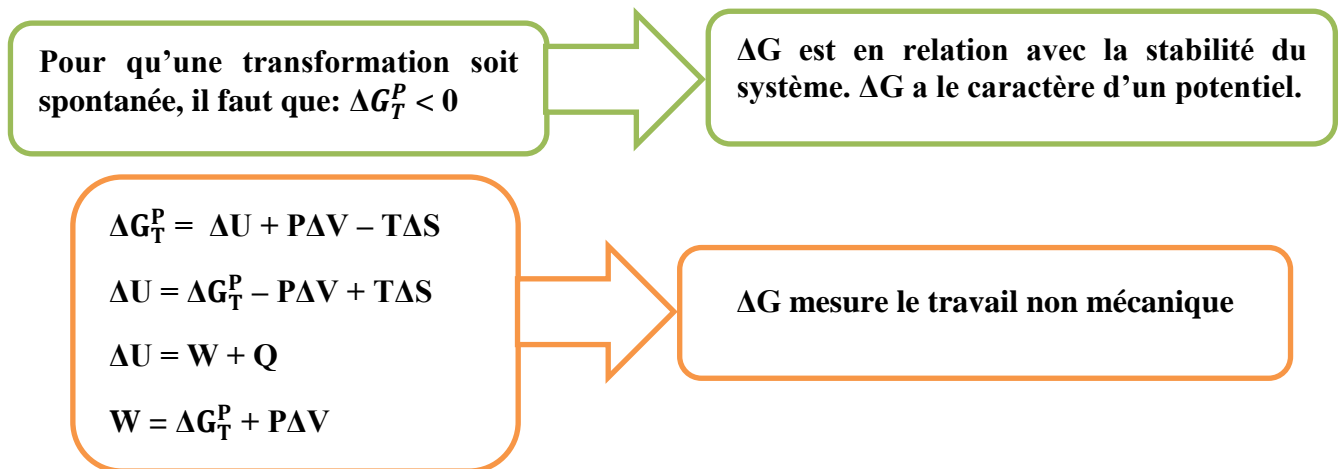 Pour qu’une transformation soit
spontanée, il faut que: Δ𝑮_𝑻^𝑷 < 0
ΔG est en relation avec la stabilité du
système. ΔG a le caractère d’un potentiel.
ΔG_T^P = ΔU + PΔV – TΔS
ΔU = ΔG_T^P – PΔV + TΔS
ΔU = W + Q
W = ΔG_T^P + PΔV
ΔG mesure le travail non mécanique